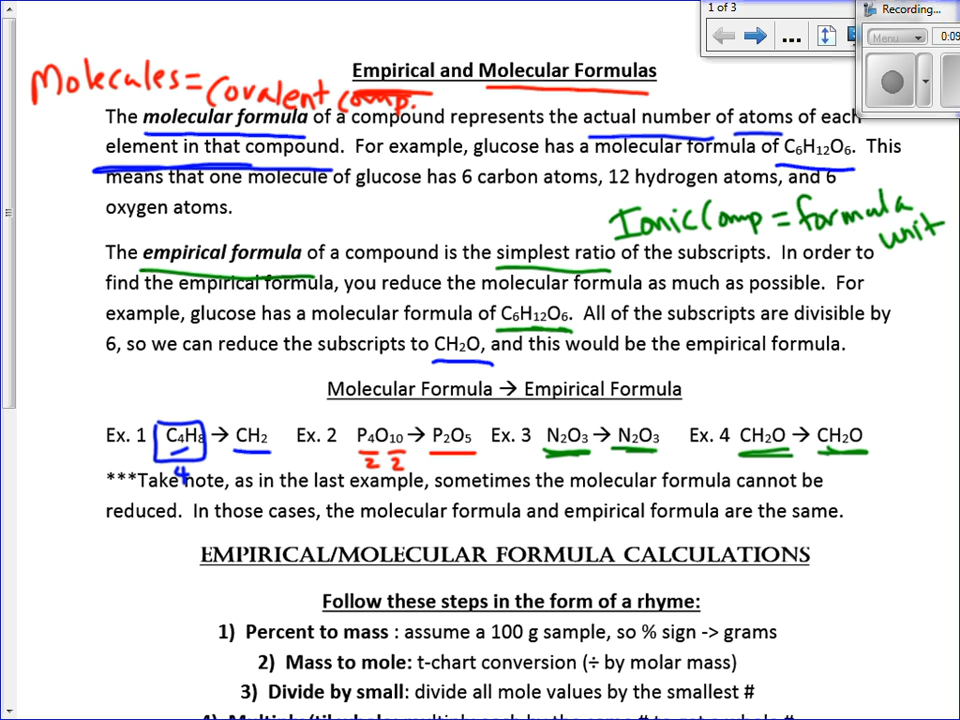 1 of 3
Recording...
Menu
0:09
Empirical and Molecular Formulas
Molecules = Covalent comp.
The molecular formula of a compound represents the actual number of atoms of each
element in that compound. For example, glucose has a molecular formula of C₆H₁₂O₆. This
means that one molecule of glucose has 6 carbon atoms, 12 hydrogen atoms, and 6
oxygen atoms.
Ionic Comp = formula
unit
The empirical formula of a compound is the simplest ratio of the subscripts. In order to
find the empirical formula, you reduce the molecular formula as much as possible. For
example, glucose has a molecular formula of C₆H₁₂O₆. All of the subscripts are divisible by
6, so we can reduce the subscripts to CH₂O, and this would be the empirical formula.
Molecular Formula → Empirical Formula
Ex. 1 C₄H₈ → CH₂ Ex. 2 P₄O₁₀ → P₂O₅ Ex. 3 N₂O₃ → N₂O₃ Ex. 4 CH₂O → CH₂O
4 2 2
***Take note, as in the last example, sometimes the molecular formula cannot be
reduced. In those cases, the molecular formula and empirical formula are the same.
EMPIRICAL/MOLECULAR FORMULA CALCULATIONS
Follow these steps in the form of a rhyme:
1) Percent to mass : assume a 100 g sample, so % sign -> grams
2) Mass to mole: t-chart conversion (÷ by molar mass)
3) Divide by small: divide all mole values by the smallest #